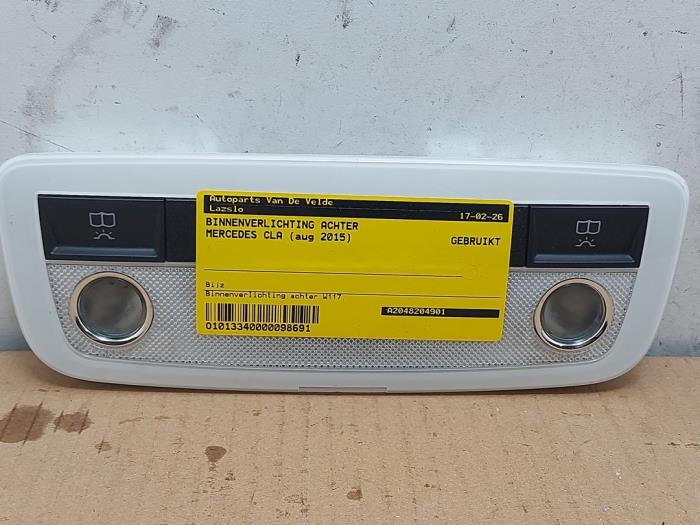 Autoparts Van De Velde
Lazslo 17-02-26
BINNENVERLICHTING ACHTER
MERCEDES CLA (aug 2015) GEBRUIKT
Bijz
Binnenverlichting achter W117
A2048204901
01013340000098691